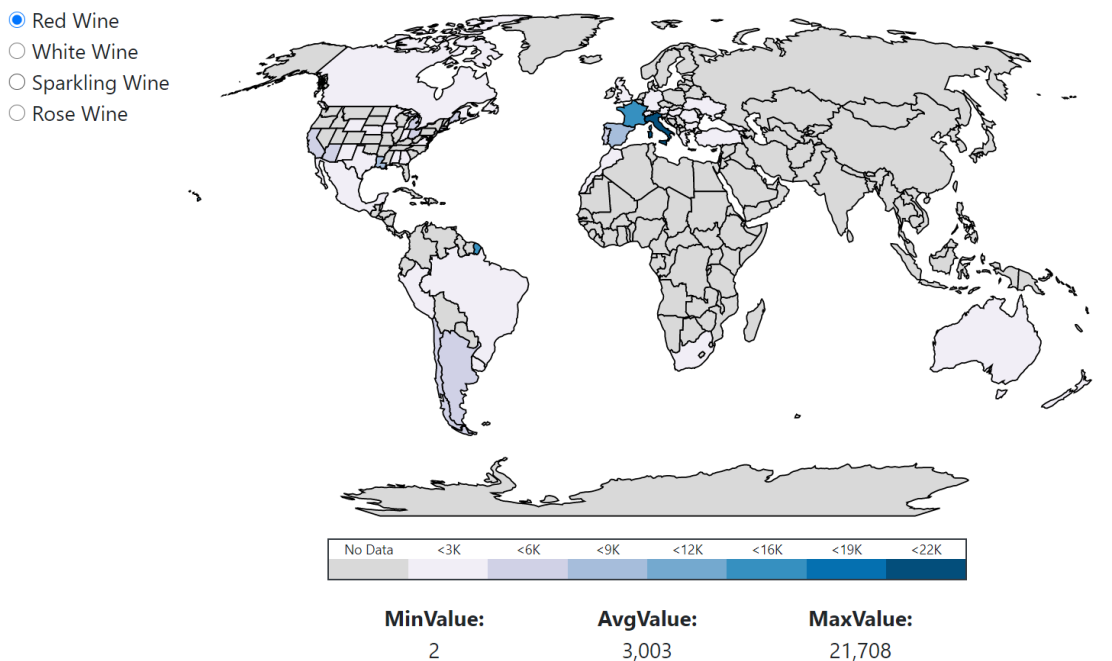 Red Wine
White Wine
Sparkling Wine
Rose Wine
No Data <3K <6K <9K <12K <16K <19K <22K
MinValue: AvgValue: MaxValue:
2 3,003 21,708